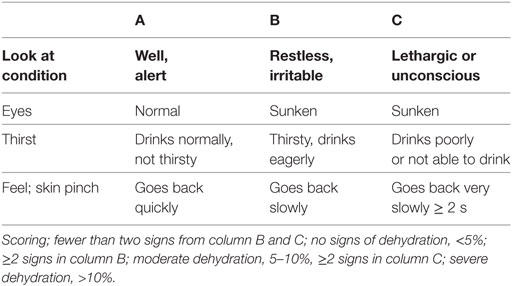 A B C
Look at Well, Restless, Lethargic or
condition alert irritable unconscious
Eyes Normal Sunken Sunken
Thirst Drinks normally, Thirsty, drinks Drinks poorly
not thirsty eagerly or not able to drink
Feel; skin pinch Goes back Goes back Goes back very
quickly slowly slowly ≥ 2 s
Scoring; fewer than two signs from column B and C; no signs of dehydration, <5%;
≥2 signs in column B; moderate dehydration, 5–10%, ≥2 signs in column C; severe
dehydration, >10%.